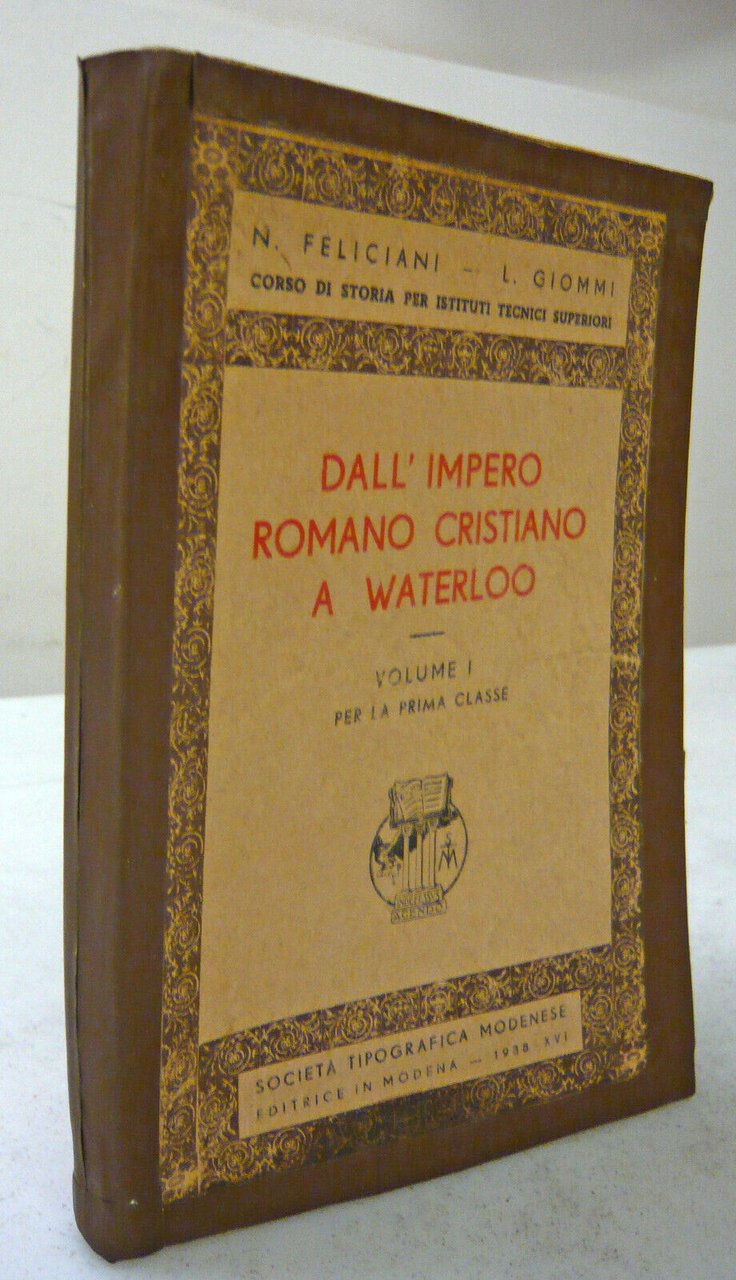 N. FELICIANI — L. GIOMMI
CORSO DI STORIA PER ISTITUTI TECNICI SUPERIORI
DALL' IMPERO
ROMANO CRISTIANO
A WATERLOO
VOLUME I
PER LA PRIMA CLASSE
SOCIETÀ TIPOGRAFICA MODENESE
EDITRICE IN MODENA — 1938 - XVI